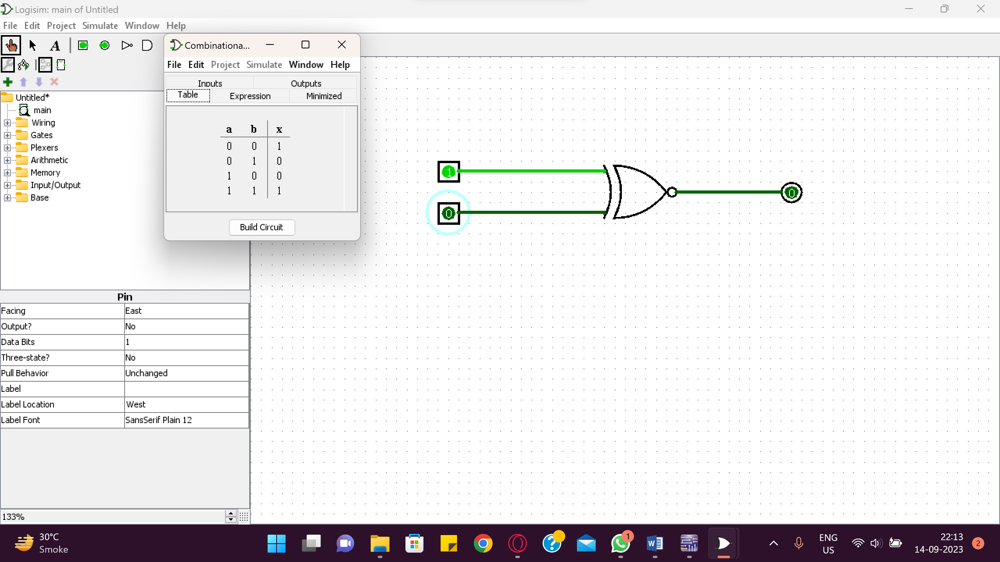 Logisim: main of Untitled
File Edit Project Simulate Window Help
A
Combinationa...
File Edit Project Simulate Window Help
Inputs Outputs
Table Expression Minimized
a b x
0 0 1
0 1 0
1 0 0
1 1 1
Build Circuit
Untitled*
main
Wiring
Gates
Plexers
Arithmetic
Memory
Input/Output
Base
1
0
0
Pin
Facing East
Output? No
Data Bits 1
Three-state? No
Pull Behavior Unchanged
Label
Label Location West
Label Font SansSerif Plain 12
133%
30°C
Smoke
?
1
W
ENG
US
22:13
14-09-2023
2